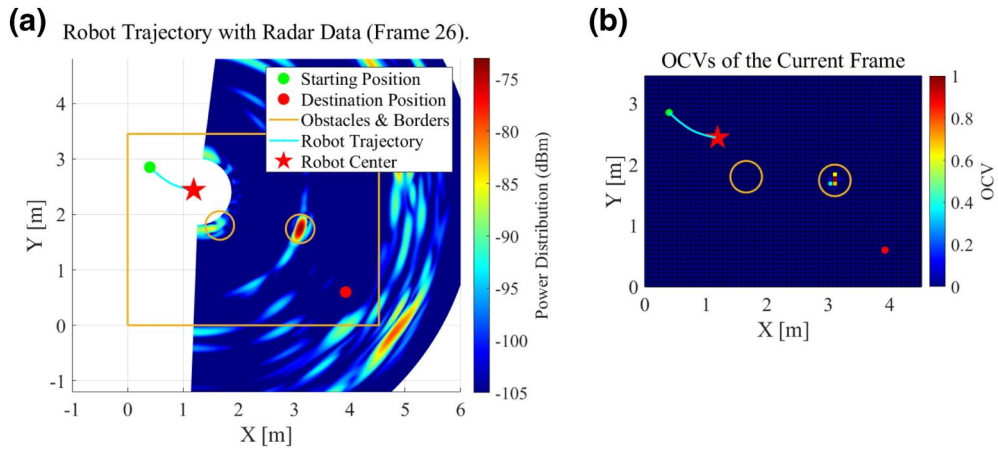 (a)
Robot Trajectory with Radar Data (Frame 26).
Starting Position
Destination Position
Obstacles & Borders
Robot Trajectory
Robot Center
4
3
2
1
0
-1
Y [m]
-1
0
1
2
3
4
5
6
X [m]
-75
-80
-85
-90
-95
-100
-105
Power Distribution (dBm)
(b)
OCVs of the Current Frame
3
2
1
0
Y [m]
0
1
2
3
4
X [m]
1
0.8
0.6
0.4
0.2
0
OCV